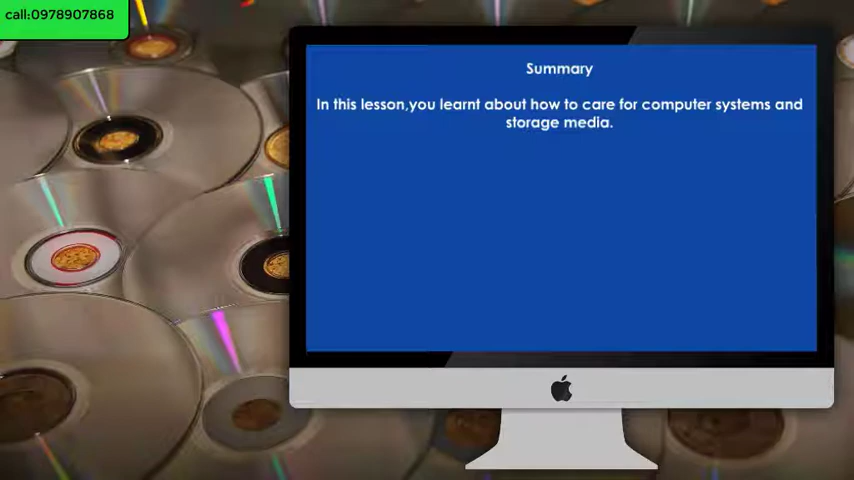 call:0978907868
Summary
In this lesson,you learnt about how to care for computer systems and
storage media.